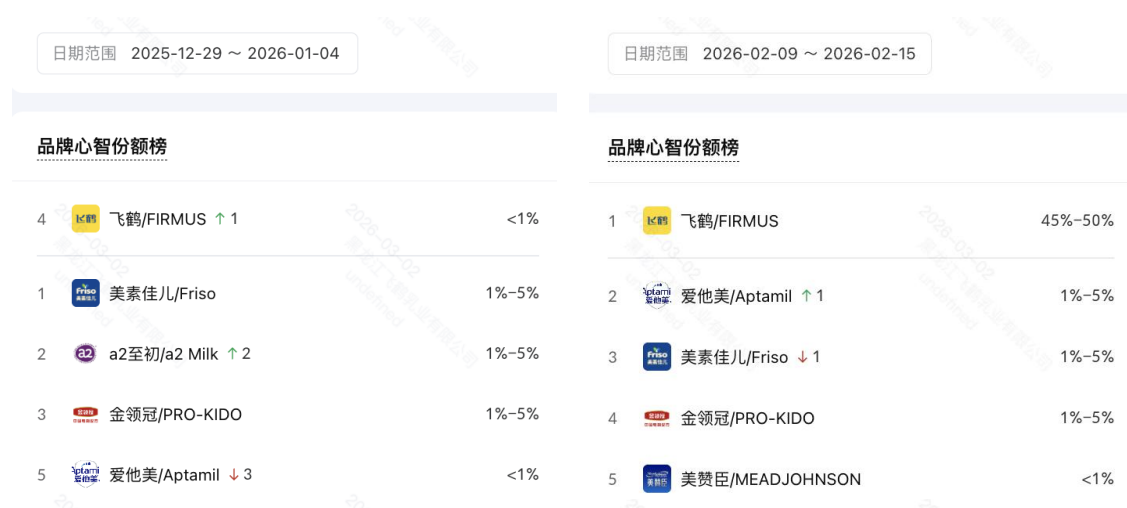 日期范围 2025-12-29 ～ 2026-01-04
品牌心智份额榜
4 飞鹤/FIRMUS ↑ 1 <1%
1 美素佳儿/Friso 1%-5%
2 a2至初/a2 Milk ↑ 2 1%-5%
3 金领冠/PRO-KIDO 1%-5%
5 爱他美/Aptamil ↓ 3 <1%
日期范围 2026-02-09 ～ 2026-02-15
品牌心智份额榜
1 飞鹤/FIRMUS 45%-50%
2 爱他美/Aptamil ↑ 1 1%-5%
3 美素佳儿/Friso ↓ 1 1%-5%
4 金领冠/PRO-KIDO 1%-5%
5 美赞臣/MEADJOHNSON <1%